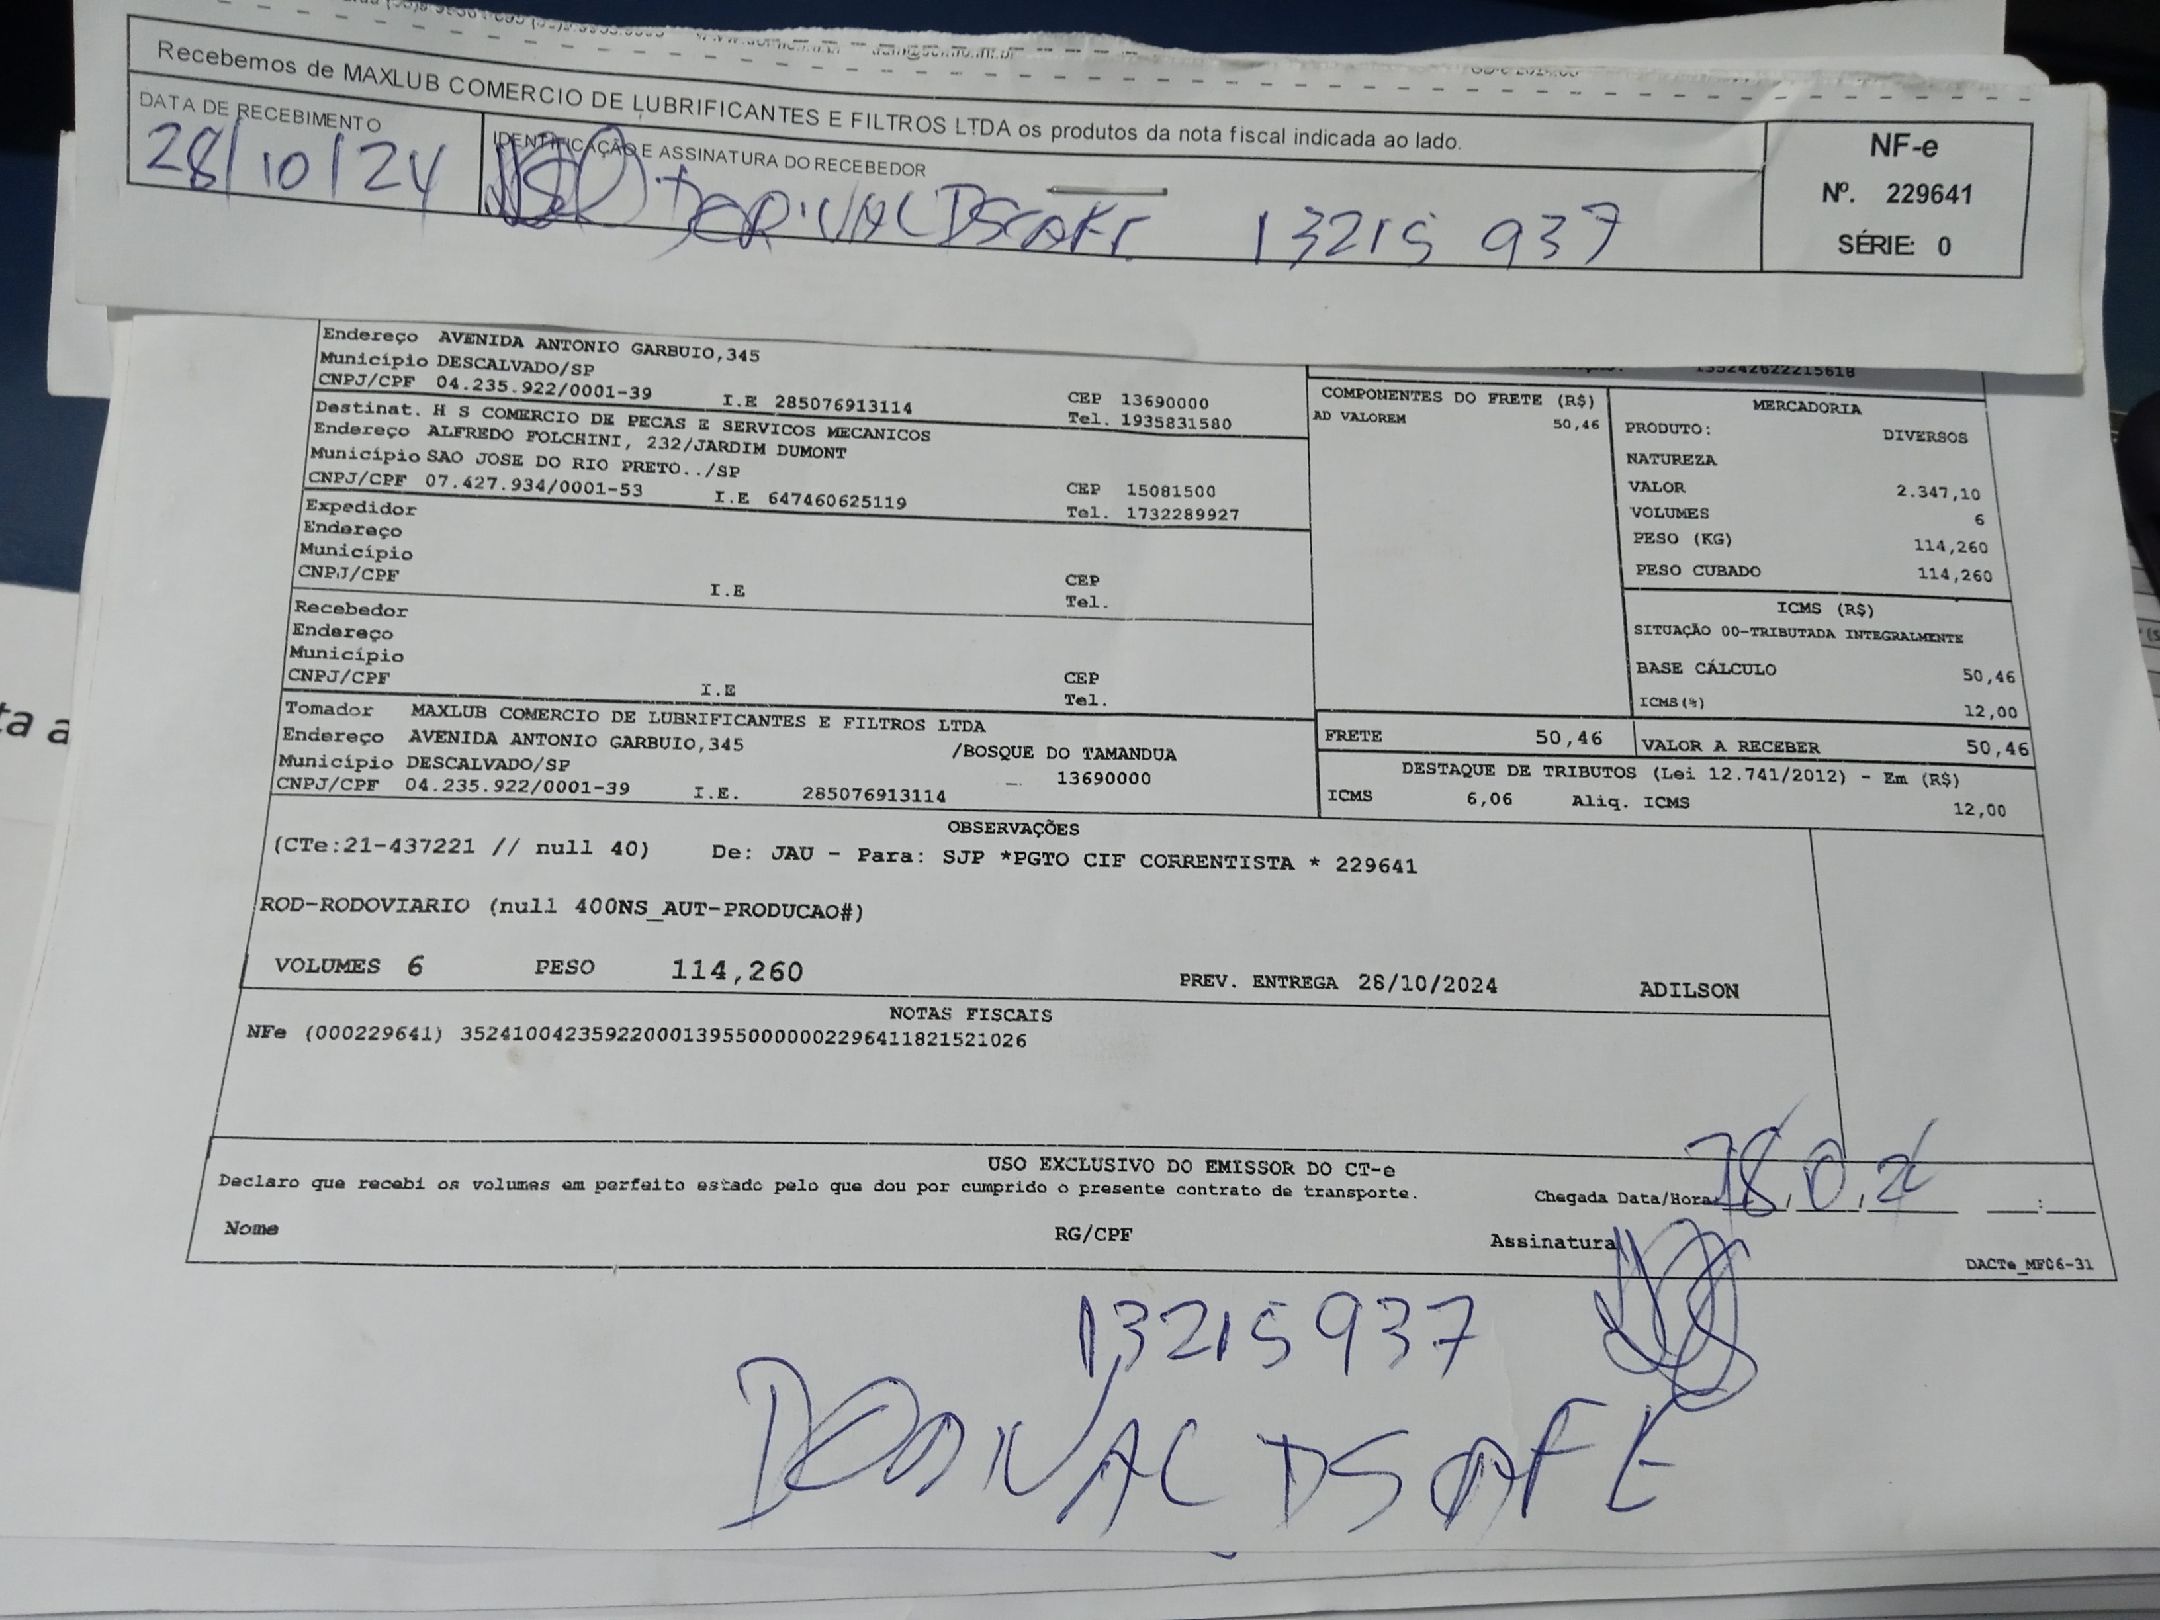 Recebemos de MAXLUB COMERCIO DE LUBRIFICANTES E FILTROS LTDA os produtos da nota fiscal indicada ao lado.
DATA DE RECEBIMENTO
28/10/24
IDENTIFICAÇÃO E ASSINATURA DO RECEBEDOR
13215 937
NF-e
Nº. 229641
SÉRIE: 0
Endereço AVENIDA ANTONIO GARBUIO,345
Município DESCALVADO/SP
CNPJ/CPF 04.235.922/0001-39 I.E 285076913114
CEP 13690000
Tel. 1935831580
Destinat. H S COMERCIO DE PECAS E SERVICOS MECANICOS
Endereço ALFREDO FOLCHINI, 232/JARDIM DUMONT
Município SAO JOSE DO RIO PRETO../SP
CNPJ/CPF 07.427.934/0001-53 I.E 647460625119
CEP 15081500
Tel. 1732289927
Expedidor
Endereço
Município
CNPJ/CPF I.E
CEP
Tel.
Recebedor
Endereço
Município
CNPJ/CPF I.E
CEP
Tel.
Tomador MAXLUB COMERCIO DE LUBRIFICANTES E FILTROS LTDA
Endereço AVENIDA ANTONIO GARBUIO,345 /BOSQUE DO TAMANDUA
Município DESCALVADO/SP 13690000
CNPJ/CPF 04.235.922/0001-39 I.E. 285076913114
135242622215618
COMPONENTES DO FRETE (R$)
AD VALOREM 50,46
MERCADORIA
PRODUTO: DIVERSOS
NATUREZA
VALOR 2.347,10
VOLUMES 6
PESO (KG) 114,260
PESO CUBADO 114,260
ICMS (R$)
SITUAÇÃO 00-TRIBUTADA INTEGRALMENTE
BASE CÁLCULO 50,46
ICMS(%) 12,00
FRETE 50,46 VALOR A RECEBER 50,46
DESTAQUE DE TRIBUTOS (Lei 12.741/2012) - Em (R$)
ICMS 6,06 Aliq. ICMS 12,00
OBSERVAÇÕES
(CTe:21-437221 // null 40) De: JAU - Para: SJP *PGTO CIF CORRENTISTA * 229641
ROD-RODOVIARIO (null 400NS_AUT-PRODUCAO#)
VOLUMES 6 PESO 114,260 PREV. ENTREGA 28/10/2024 ADILSON
NOTAS FISCAIS
NFe (000229641) 35241004235922000139550000002296411821521026
USO EXCLUSIVO DO EMISSOR DO CT-e
Declaro que recebi os volumes em perfeito estado pelo que dou por cumprido o presente contrato de transporte.
Chegada Data/Hora
Nome RG/CPF Assinatura
DACTe_MF06-31
13215937